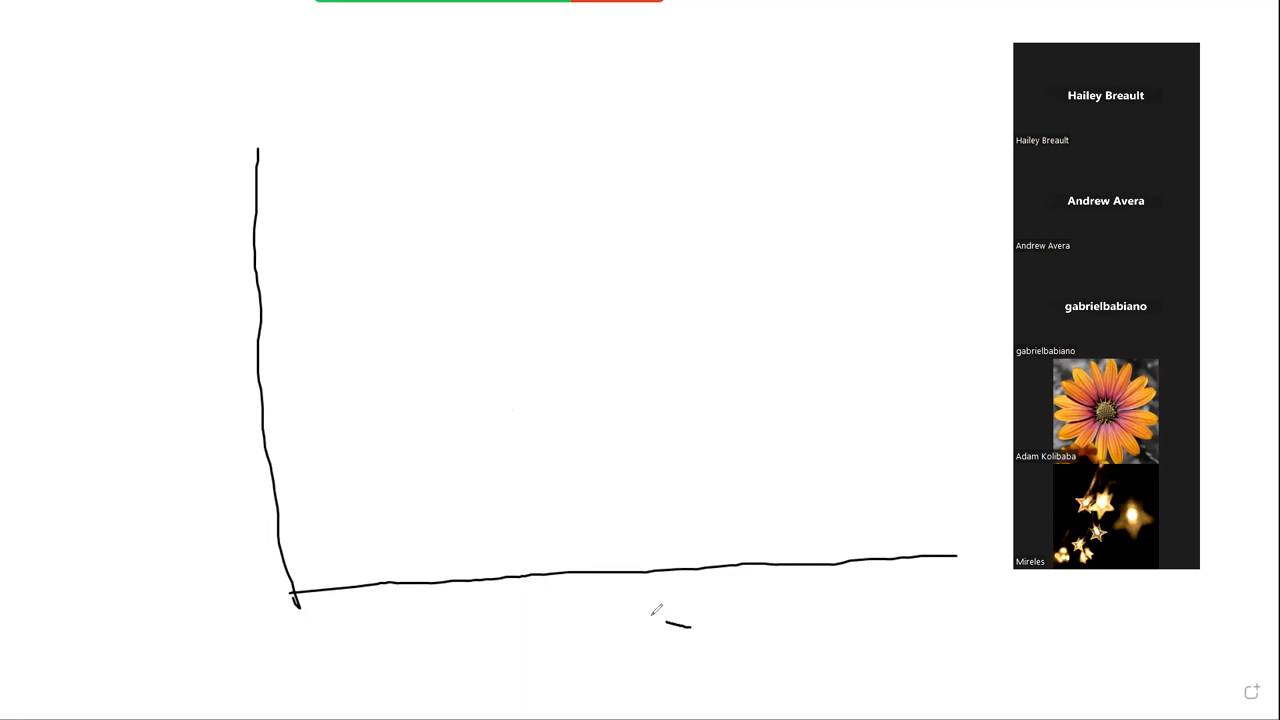 Hailey Breault
Hailey Breault
Andrew Avera
Andrew Avera
gabrielbabiano
gabrielbabiano
Adam Kolibaba
Mireles